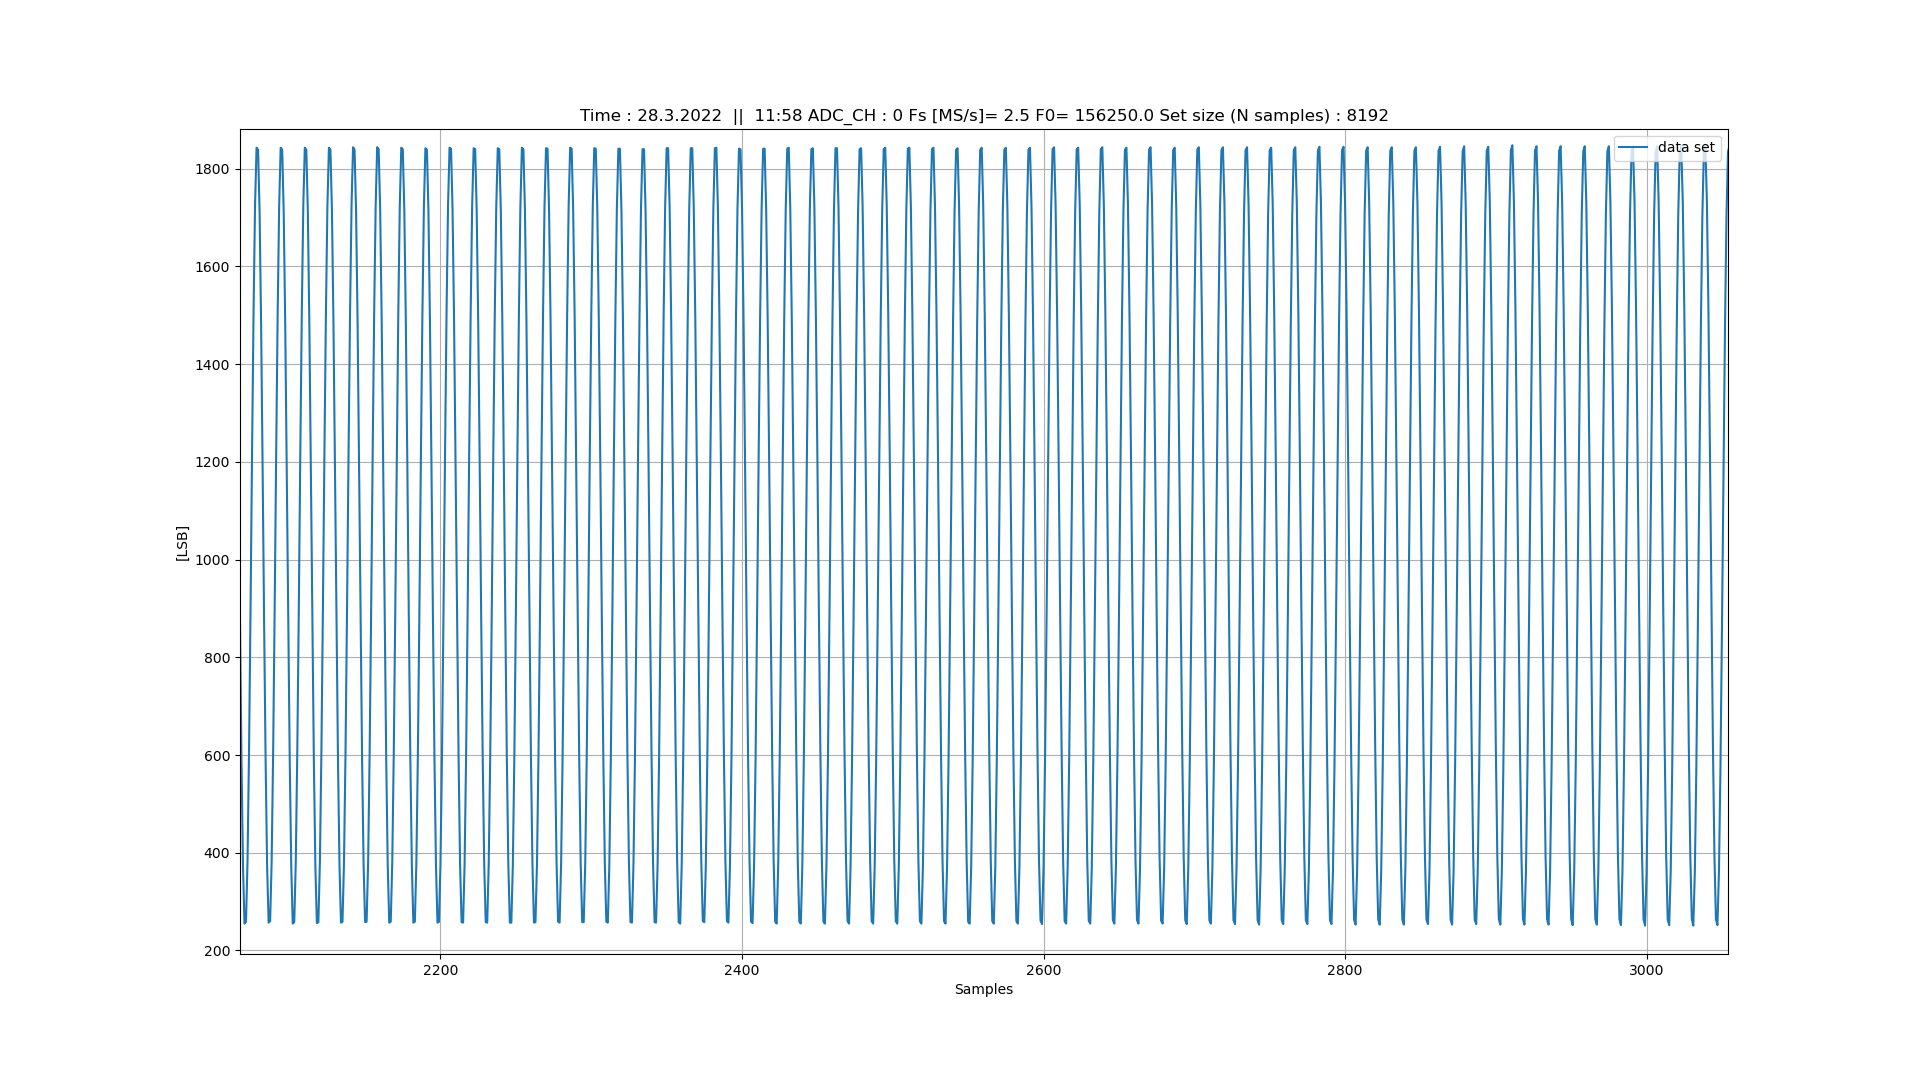 Time : 28.3.2022  ||  11:58 ADC_CH : 0 Fs [MS/s]= 2.5 F0= 156250.0 Set size (N samples) : 8192
data set
1800
1600
1400
1200
1000
800
600
400
200
[LSB]
2200 2400 2600 2800 3000
Samples